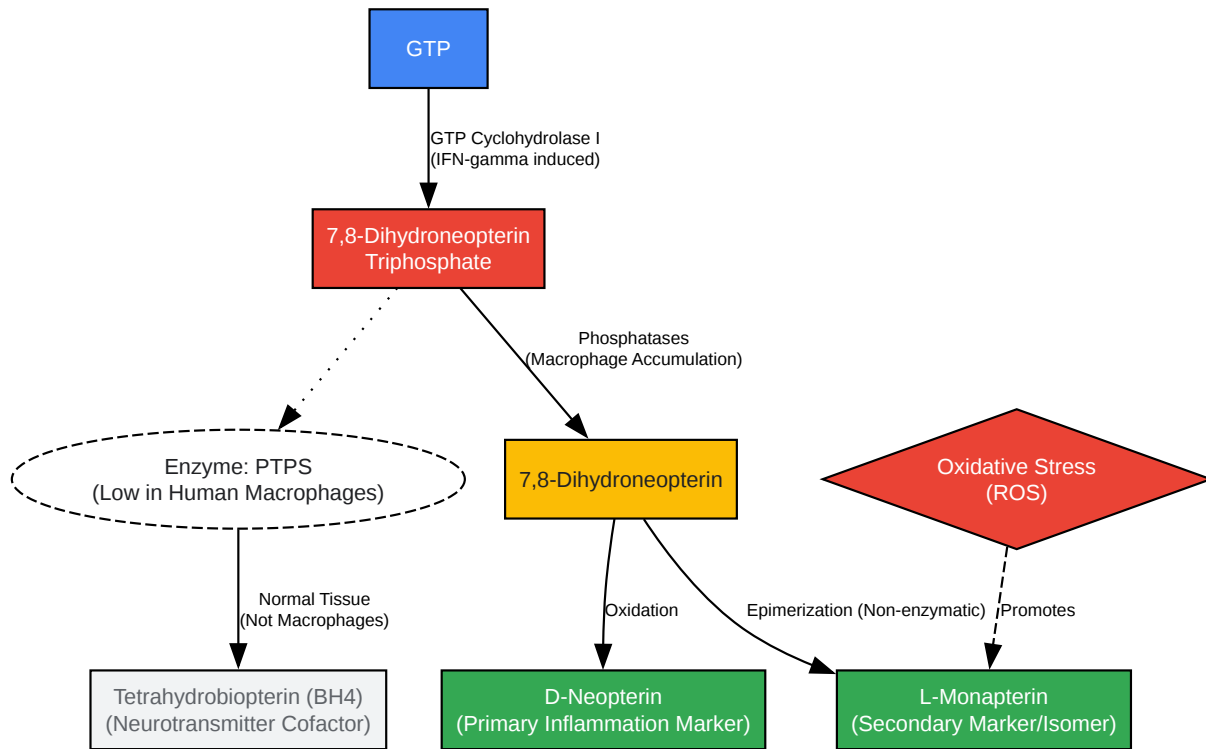 GTP
GTP Cyclohydrolase I
(IFN-gamma induced)
7,8-Dihydroneopterin
Triphosphate
Phosphatases
(Macrophage Accumulation)
Enzyme: PTPS
(Low in Human Macrophages)
7,8-Dihydroneopterin
Oxidative Stress
(ROS)
Normal Tissue
(Not Macrophages)
Oxidation
Epimerization (Non-enzymatic)
Promotes
Tetrahydrobiopterin (BH4)
(Neurotransmitter Cofactor)
D-Neopterin
(Primary Inflammation Marker)
L-Monapterin
(Secondary Marker/Isomer)